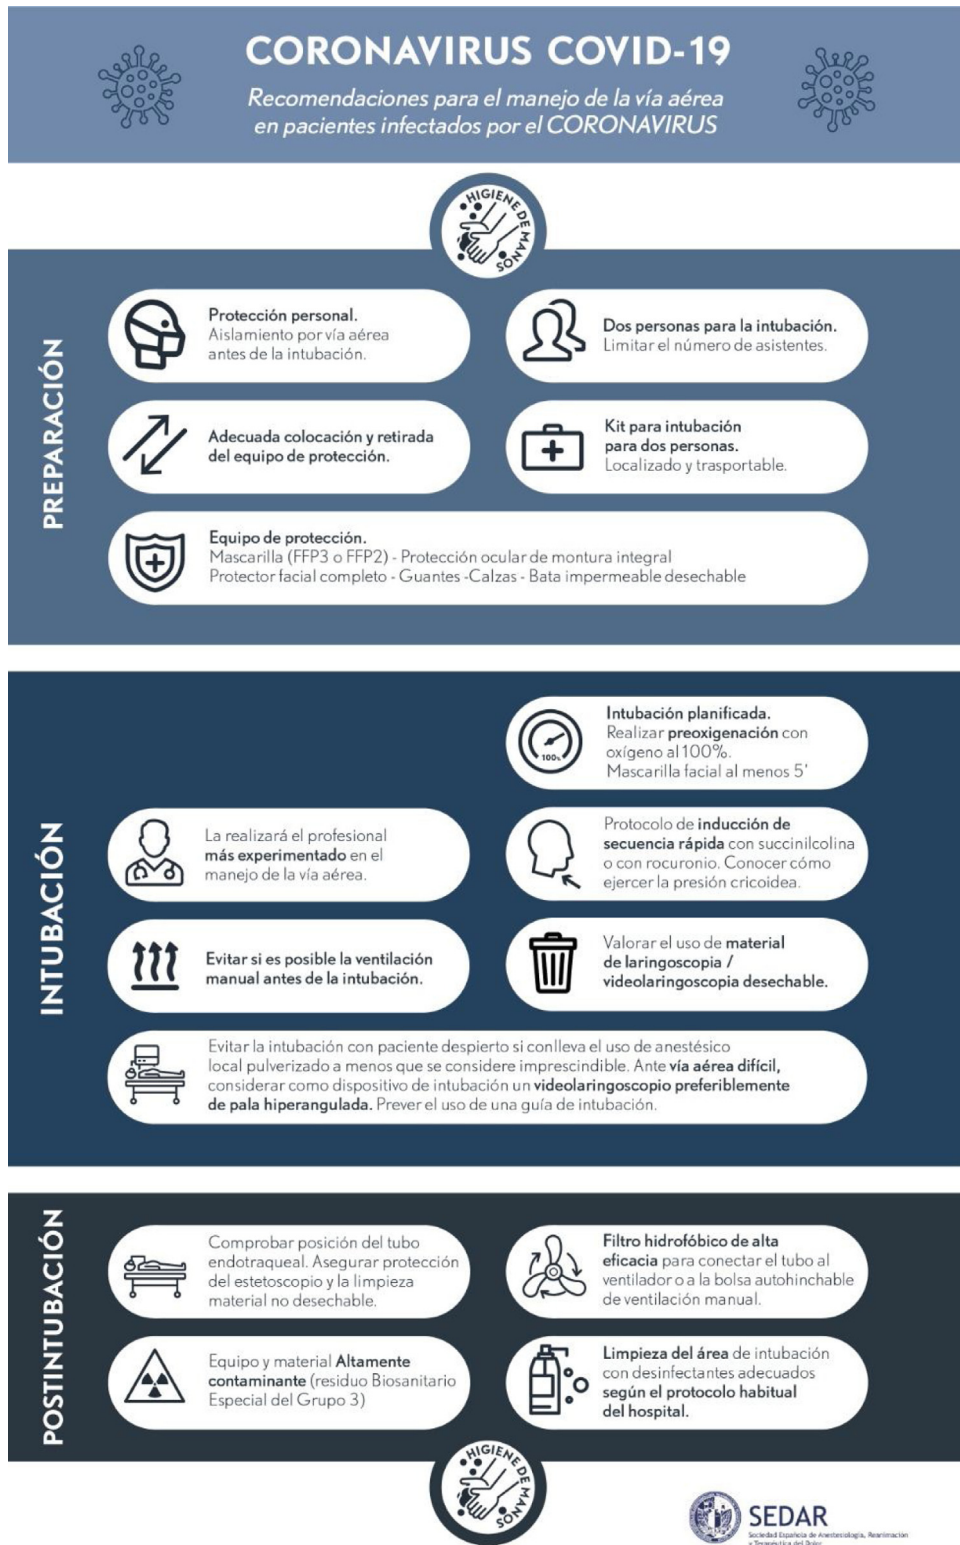 CORONAVIRUS COVID-19
Recomendaciones para el manejo de la vía aérea
en pacientes infectados por el CORONAVIRUS
HIGIENE DE MANOS
PREPARACIÓN
Protección personal.
Aislamiento por vía aérea
antes de la intubación.
Dos personas para la intubación.
Limitar el número de asistentes.
Adecuada colocación y retirada
del equipo de protección.
Kit para intubación
para dos personas.
Localizado y trasportable.
Equipo de protección.
Mascarilla (FFP3 o FFP2) - Protección ocular de montura integral
Protector facial completo - Guantes -Calzas - Bata impermeable desechable
INTUBACIÓN
100%
Intubación planificada.
Realizar preoxigenación con
oxígeno al 100%.
Mascarilla facial al menos 5'
La realizará el profesional
más experimentado en el
manejo de la vía aérea.
Protocolo de inducción de
secuencia rápida con succinilcolina
o con rocuronio. Conocer cómo
ejercer la presión cricoidea.
Evitar si es posible la ventilación
manual antes de la intubación.
Valorar el uso de material
de laringoscopia /
videolaringoscopia desechable.
Evitar la intubación con paciente despierto si conlleva el uso de anestésico
local pulverizado a menos que se considere imprescindible. Ante vía aérea difícil,
considerar como dispositivo de intubación un videolaringoscopio preferiblemente
de pala hiperangulada. Prever el uso de una guía de intubación.
POSTINTUBACIÓN
Comprobar posición del tubo
endotraqueal. Asegurar protección
del estetoscopio y la limpieza
material no desechable.
Filtro hidrofóbico de alta
eficacia para conectar el tubo al
ventilador o a la bolsa autohinchable
de ventilación manual.
Equipo y material Altamente
contaminante (residuo Biosanitario
Especial del Grupo 3)
Limpieza del área de intubación
con desinfectantes adecuados
según el protocolo habitual
del hospital.
HIGIENE DE MANOS
SEDAR
Sociedad Española de Anestesiología, Reanimación
y Terapéutica del Dolor